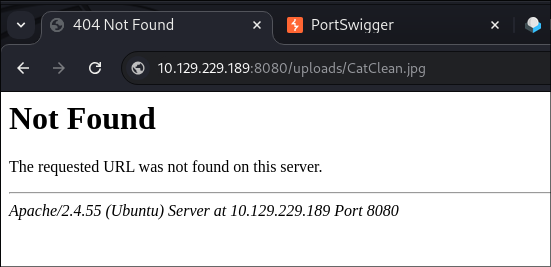 404 Not Found
PortSwigger
10.129.229.189:8080/uploads/CatClean.jpg
Not Found
The requested URL was not found on this server.
Apache/2.4.55 (Ubuntu) Server at 10.129.229.189 Port 8080